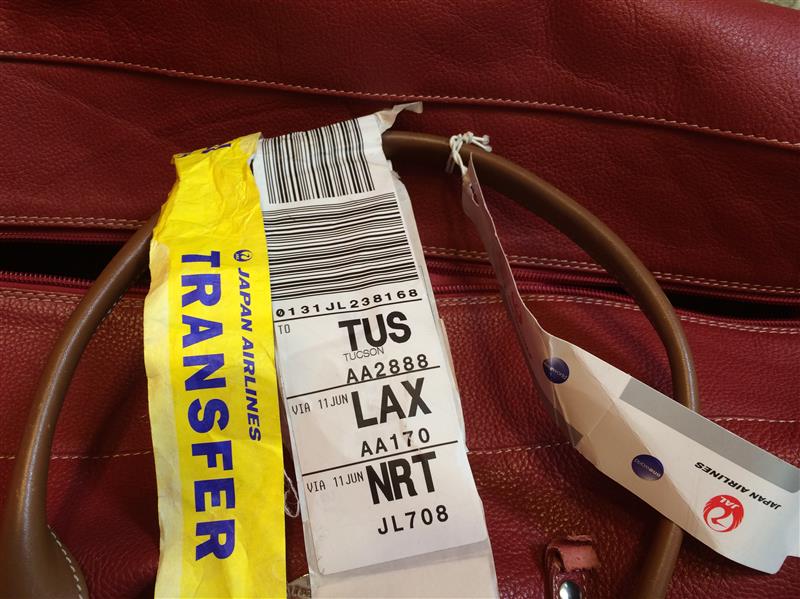 TRANSFER
JAPAN AIRLINES
0131JL238168
TO TUS
TUCSON
AA2888
VIA 11JUN LAX
AA170
VIA 11JUN NRT
JL708
JAL
JAPAN AIRLINES